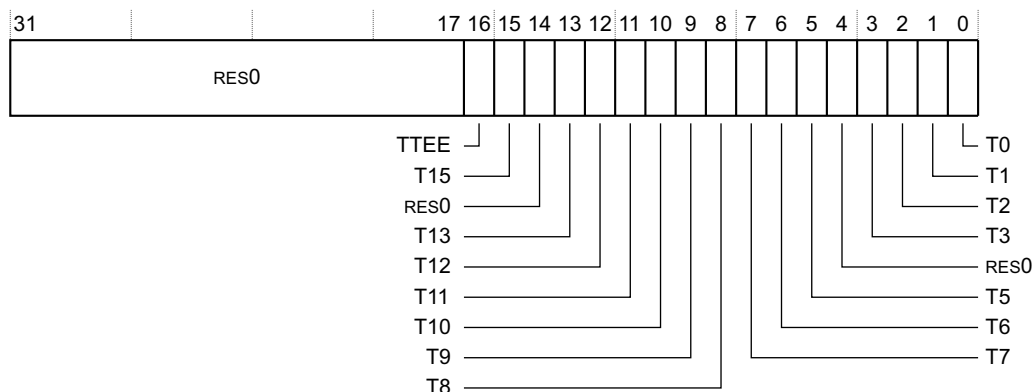 31 17 16 15 14 13 12 11 10 9 8 7 6 5 4 3 2 1 0
RES0
TTEE T0
T15 T1
RES0 T2
T13 T3
T12 RES0
T11 T5
T10 T6
T9 T7
T8